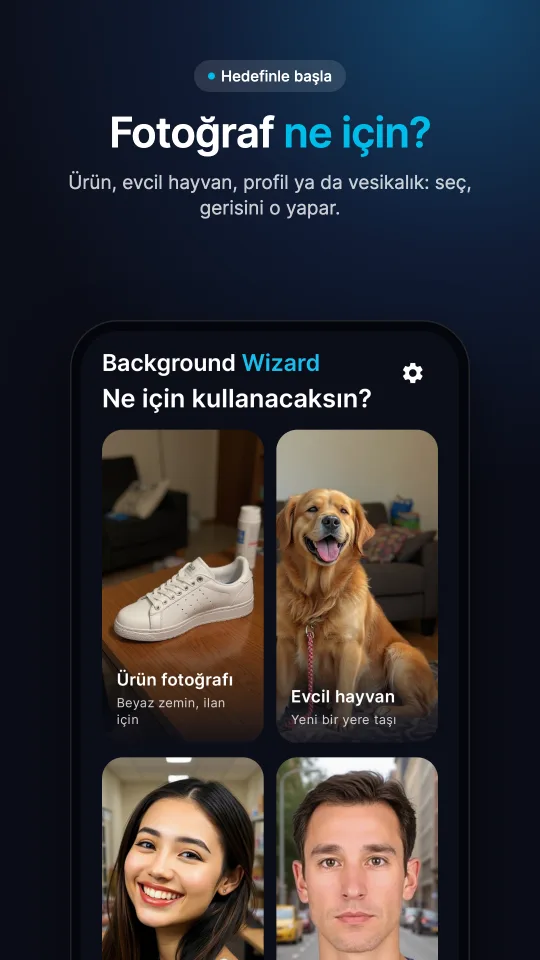 Hedefinle başla
Fotoğraf ne için?
Ürün, evcil hayvan, profil ya da vesikalık: seç,
gerisini o yapar.
Background Wizard
Ne için kullanacaksın?
Ürün fotoğrafı
Beyaz zemin, ilan
için
Evcil hayvan
Yeni bir yere taşı